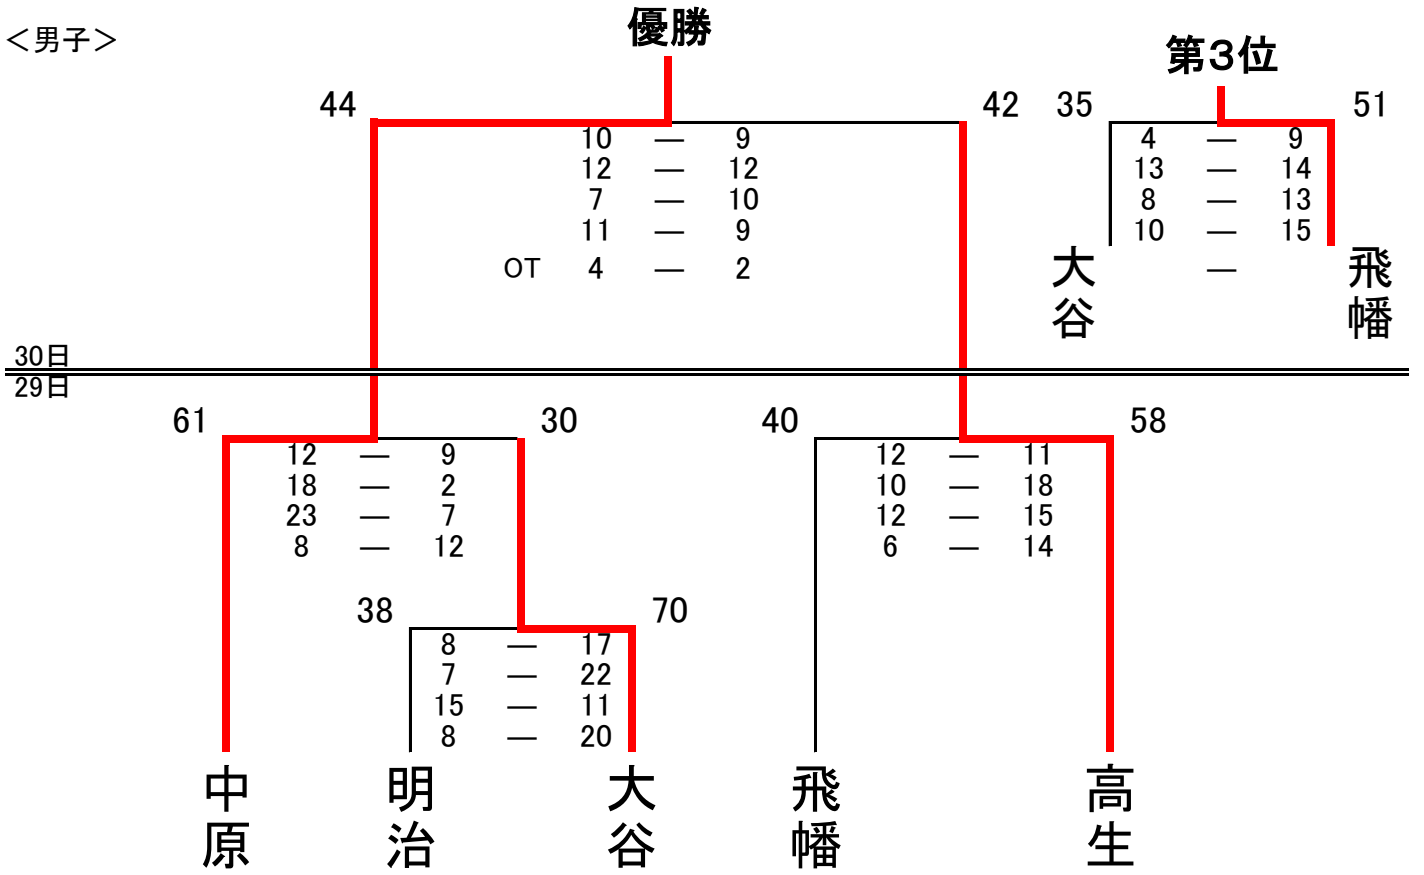 ＜男子＞
優勝
第３位
44 42 35 51
10 ― 9 4 ― 9
12 ― 12 13 ― 14
7 ― 10 8 ― 13
11 ― 9 10 ― 15
OT 4 ― 2 ―
大谷 飛幡
30日
29日
61 30 40 58
12 ― 9 12 ― 11
18 ― 2 10 ― 18
23 ― 7 12 ― 15
8 ― 12 6 ― 14
38 70
8 ― 17
7 ― 22
15 ― 11
8 ― 20
中原 明治 大谷 飛幡 高生